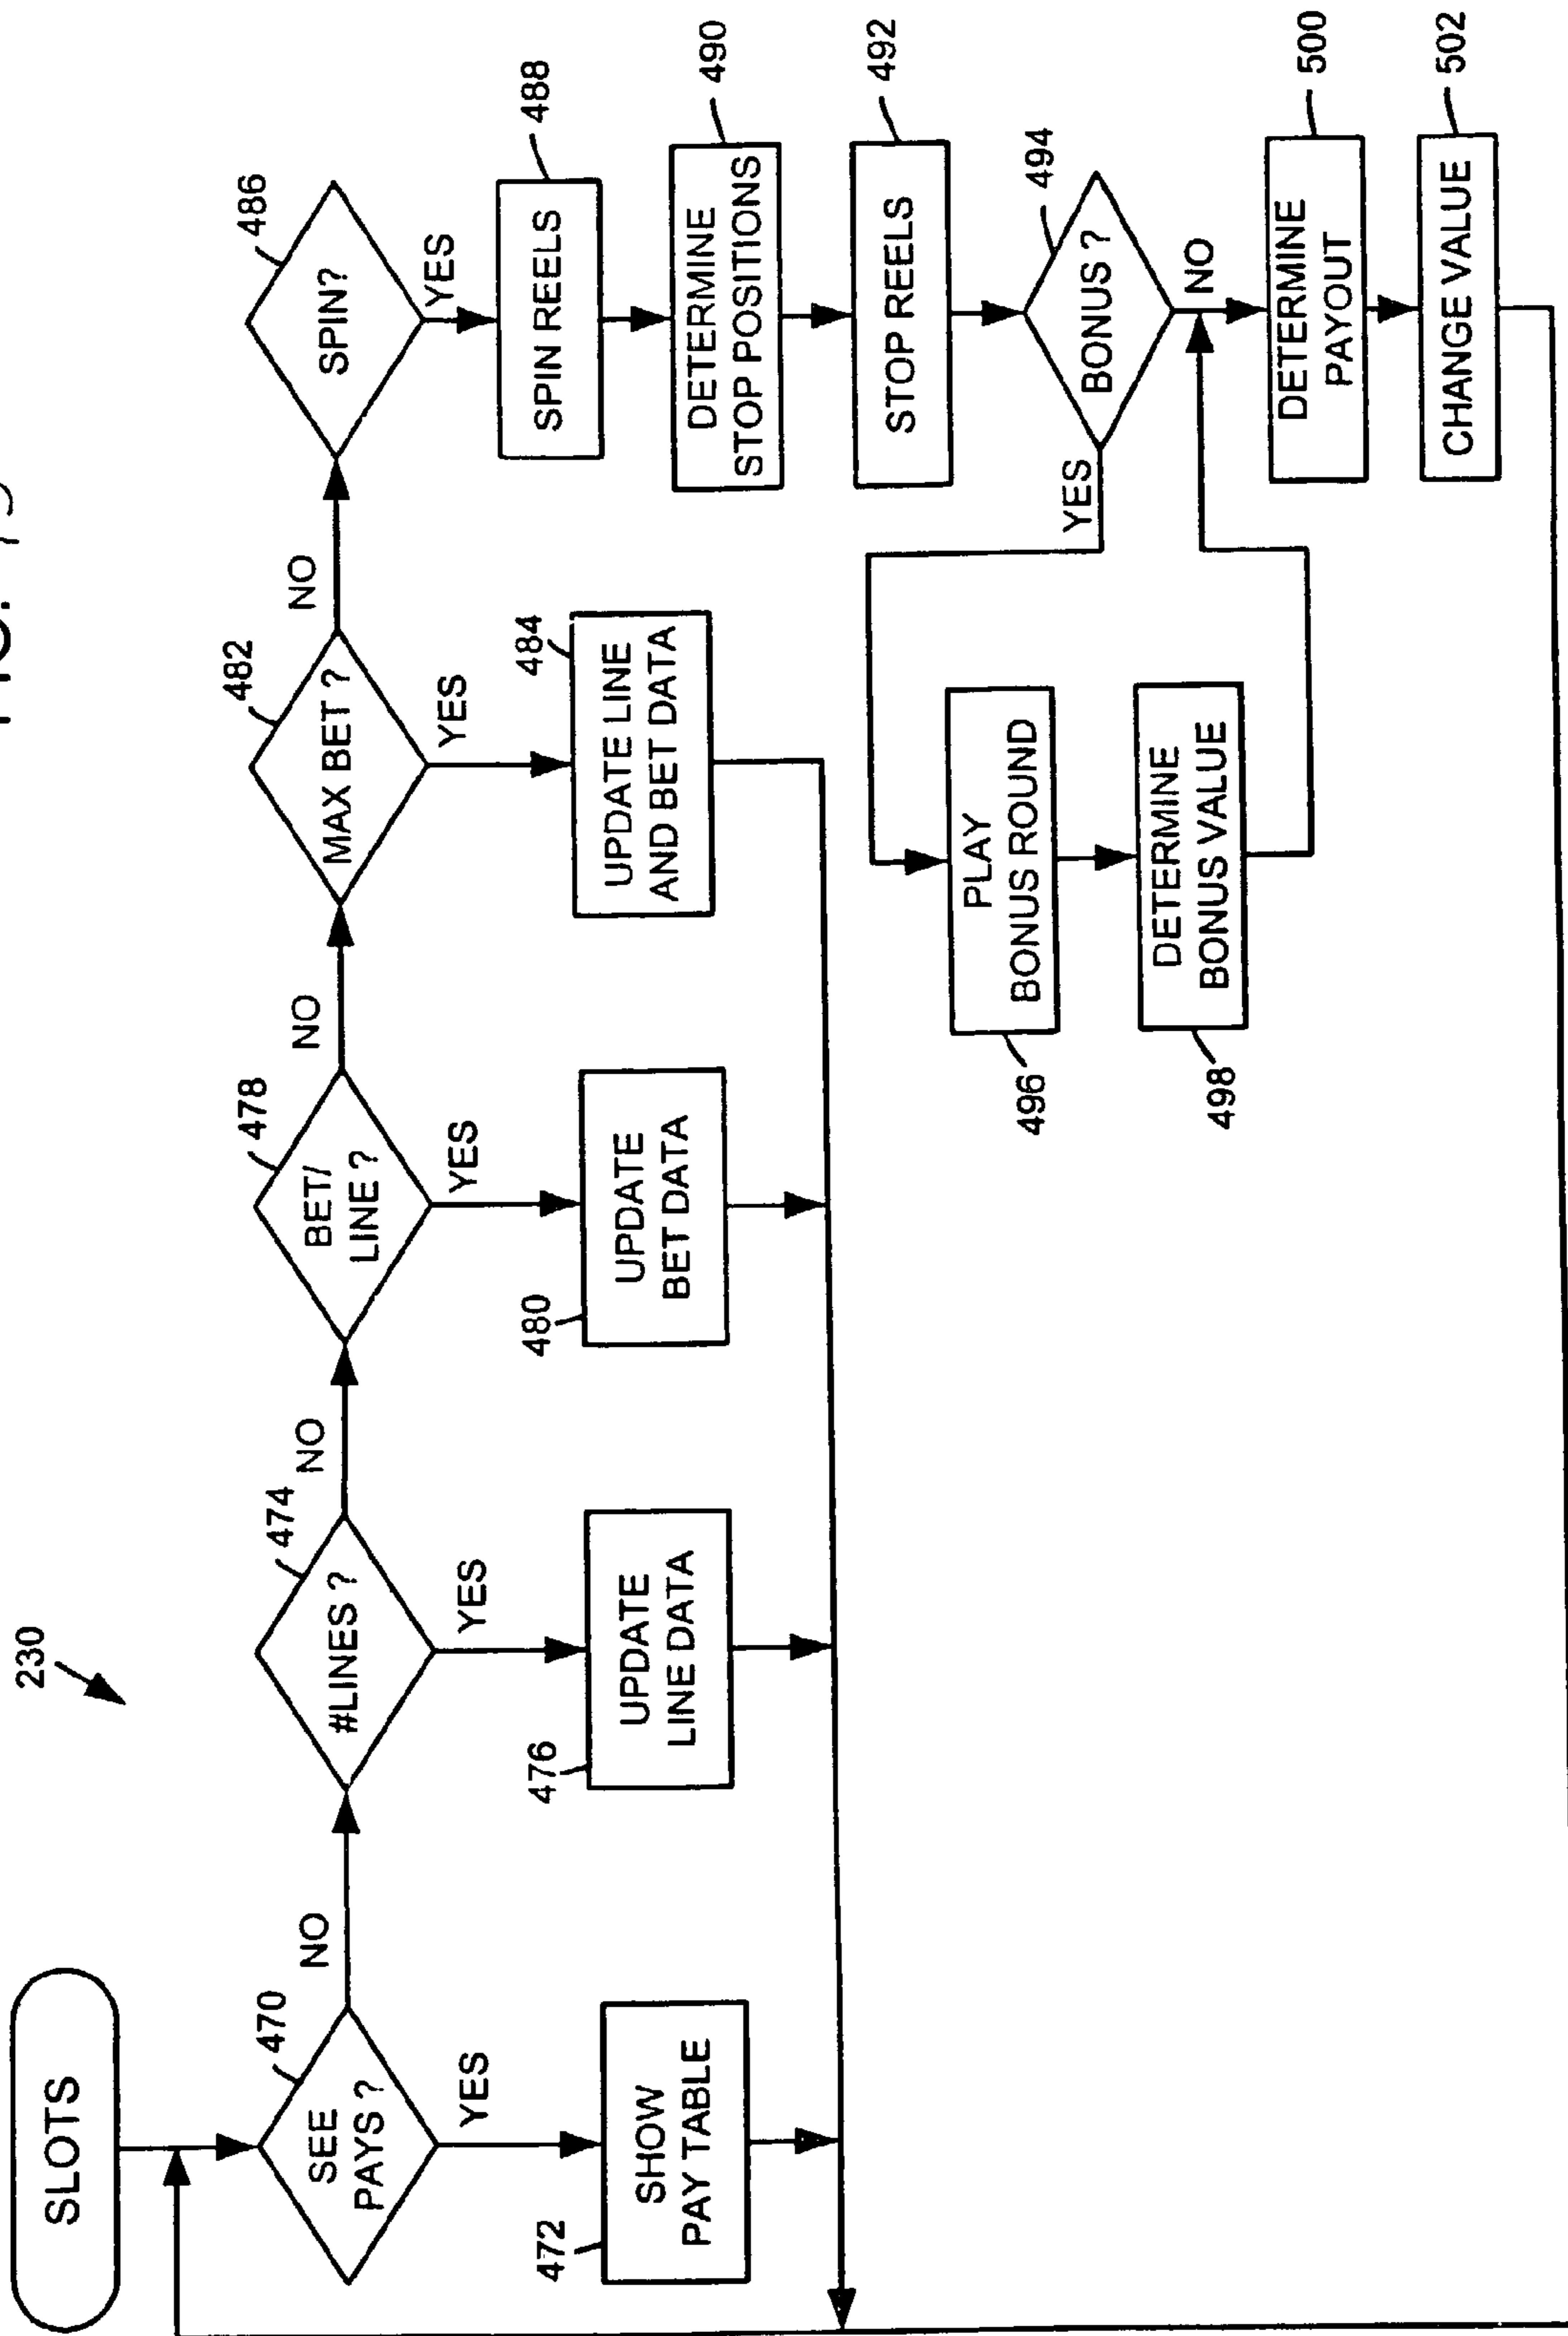 230
SLOTS
470
SEE
PAYS ?
NO
YES
472
SHOW
PAY TABLE
474
#LINES ?
NO
YES
476
UPDATE
LINE DATA
478
BET/
LINE ?
NO
YES
480
UPDATE
BET DATA
482
MAX BET ?
NO
YES
484
UPDATE LINE
AND BET DATA
486
SPIN?
YES
488
SPIN REELS
490
DETERMINE
STOP POSITIONS
492
STOP REELS
494
BONUS ?
YES
NO
496
PLAY
BONUS ROUND
498
DETERMINE
BONUS VALUE
500
DETERMINE
PAYOUT
502
CHANGE VALUE